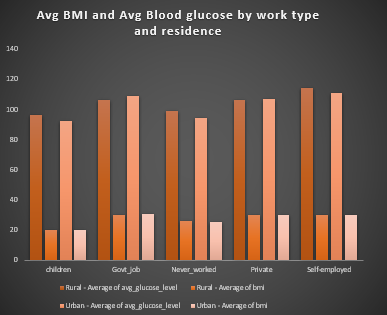 Avg BMI and Avg Blood glucose by work type
and residence
140
120
100
80
60
40
20
0
children Govt_job Never_worked Private Self-employed
Rural - Average of avg_glucose_level Rural - Average of bmi
Urban - Average of avg_glucose_level Urban - Average of bmi